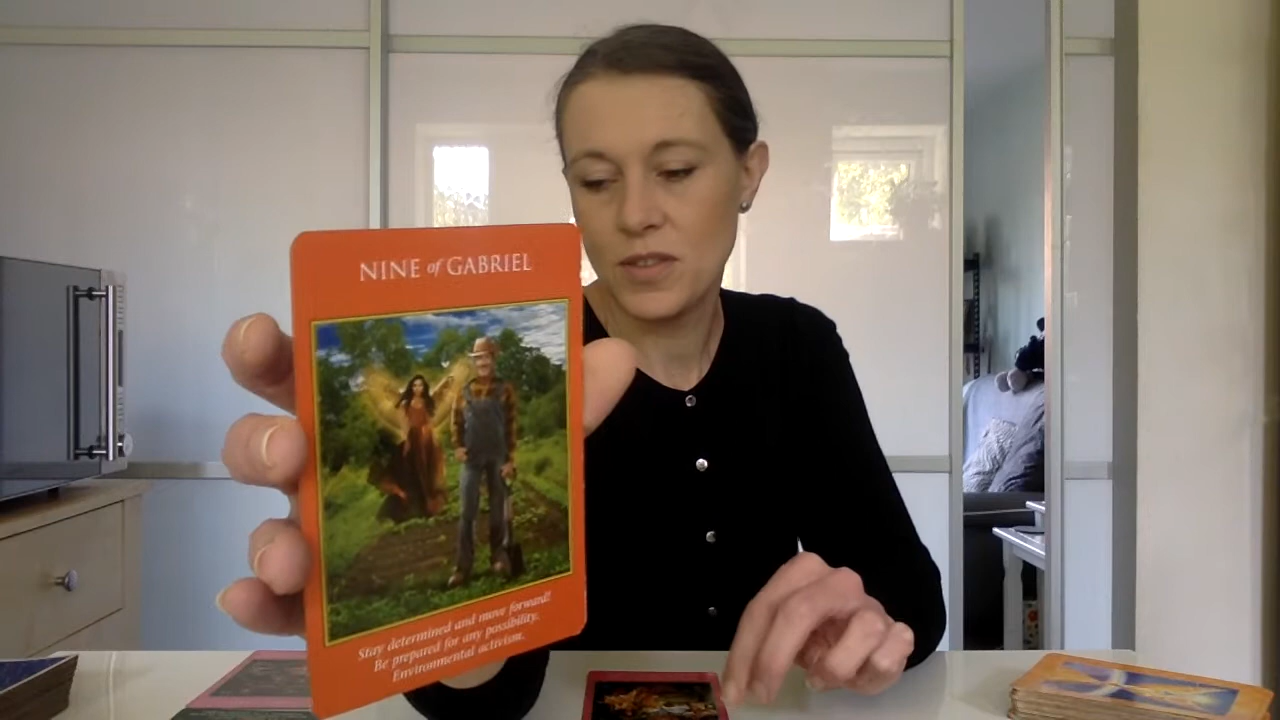 NINE of GABRIEL
Stay determined and move forward!
Be prepared for any possibility.
Environmental activism.